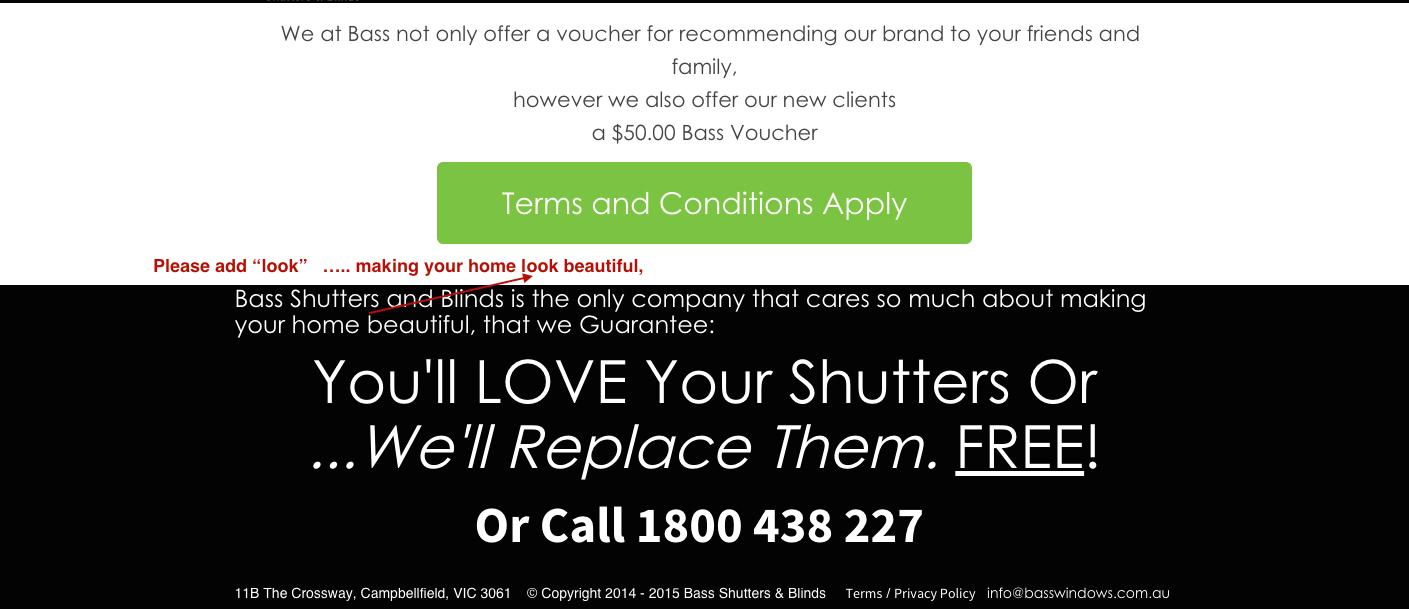 We at Bass not only offer a voucher for recommending our brand to your friends and
family,
however we also offer our new clients
a $50.00 Bass Voucher
Terms and Conditions Apply
Please add “look” ….. making your home look beautiful,
Bass Shutters and Blinds is the only company that cares so much about making
your home beautiful, that we Guarantee:
You'll LOVE Your Shutters Or
...We'll Replace Them. FREE!
Or Call 1800 438 227
11B The Crossway, Campbellfield, VIC 3061 © Copyright 2014 - 2015 Bass Shutters & Blinds Terms / Privacy Policy info@basswindows.com.au